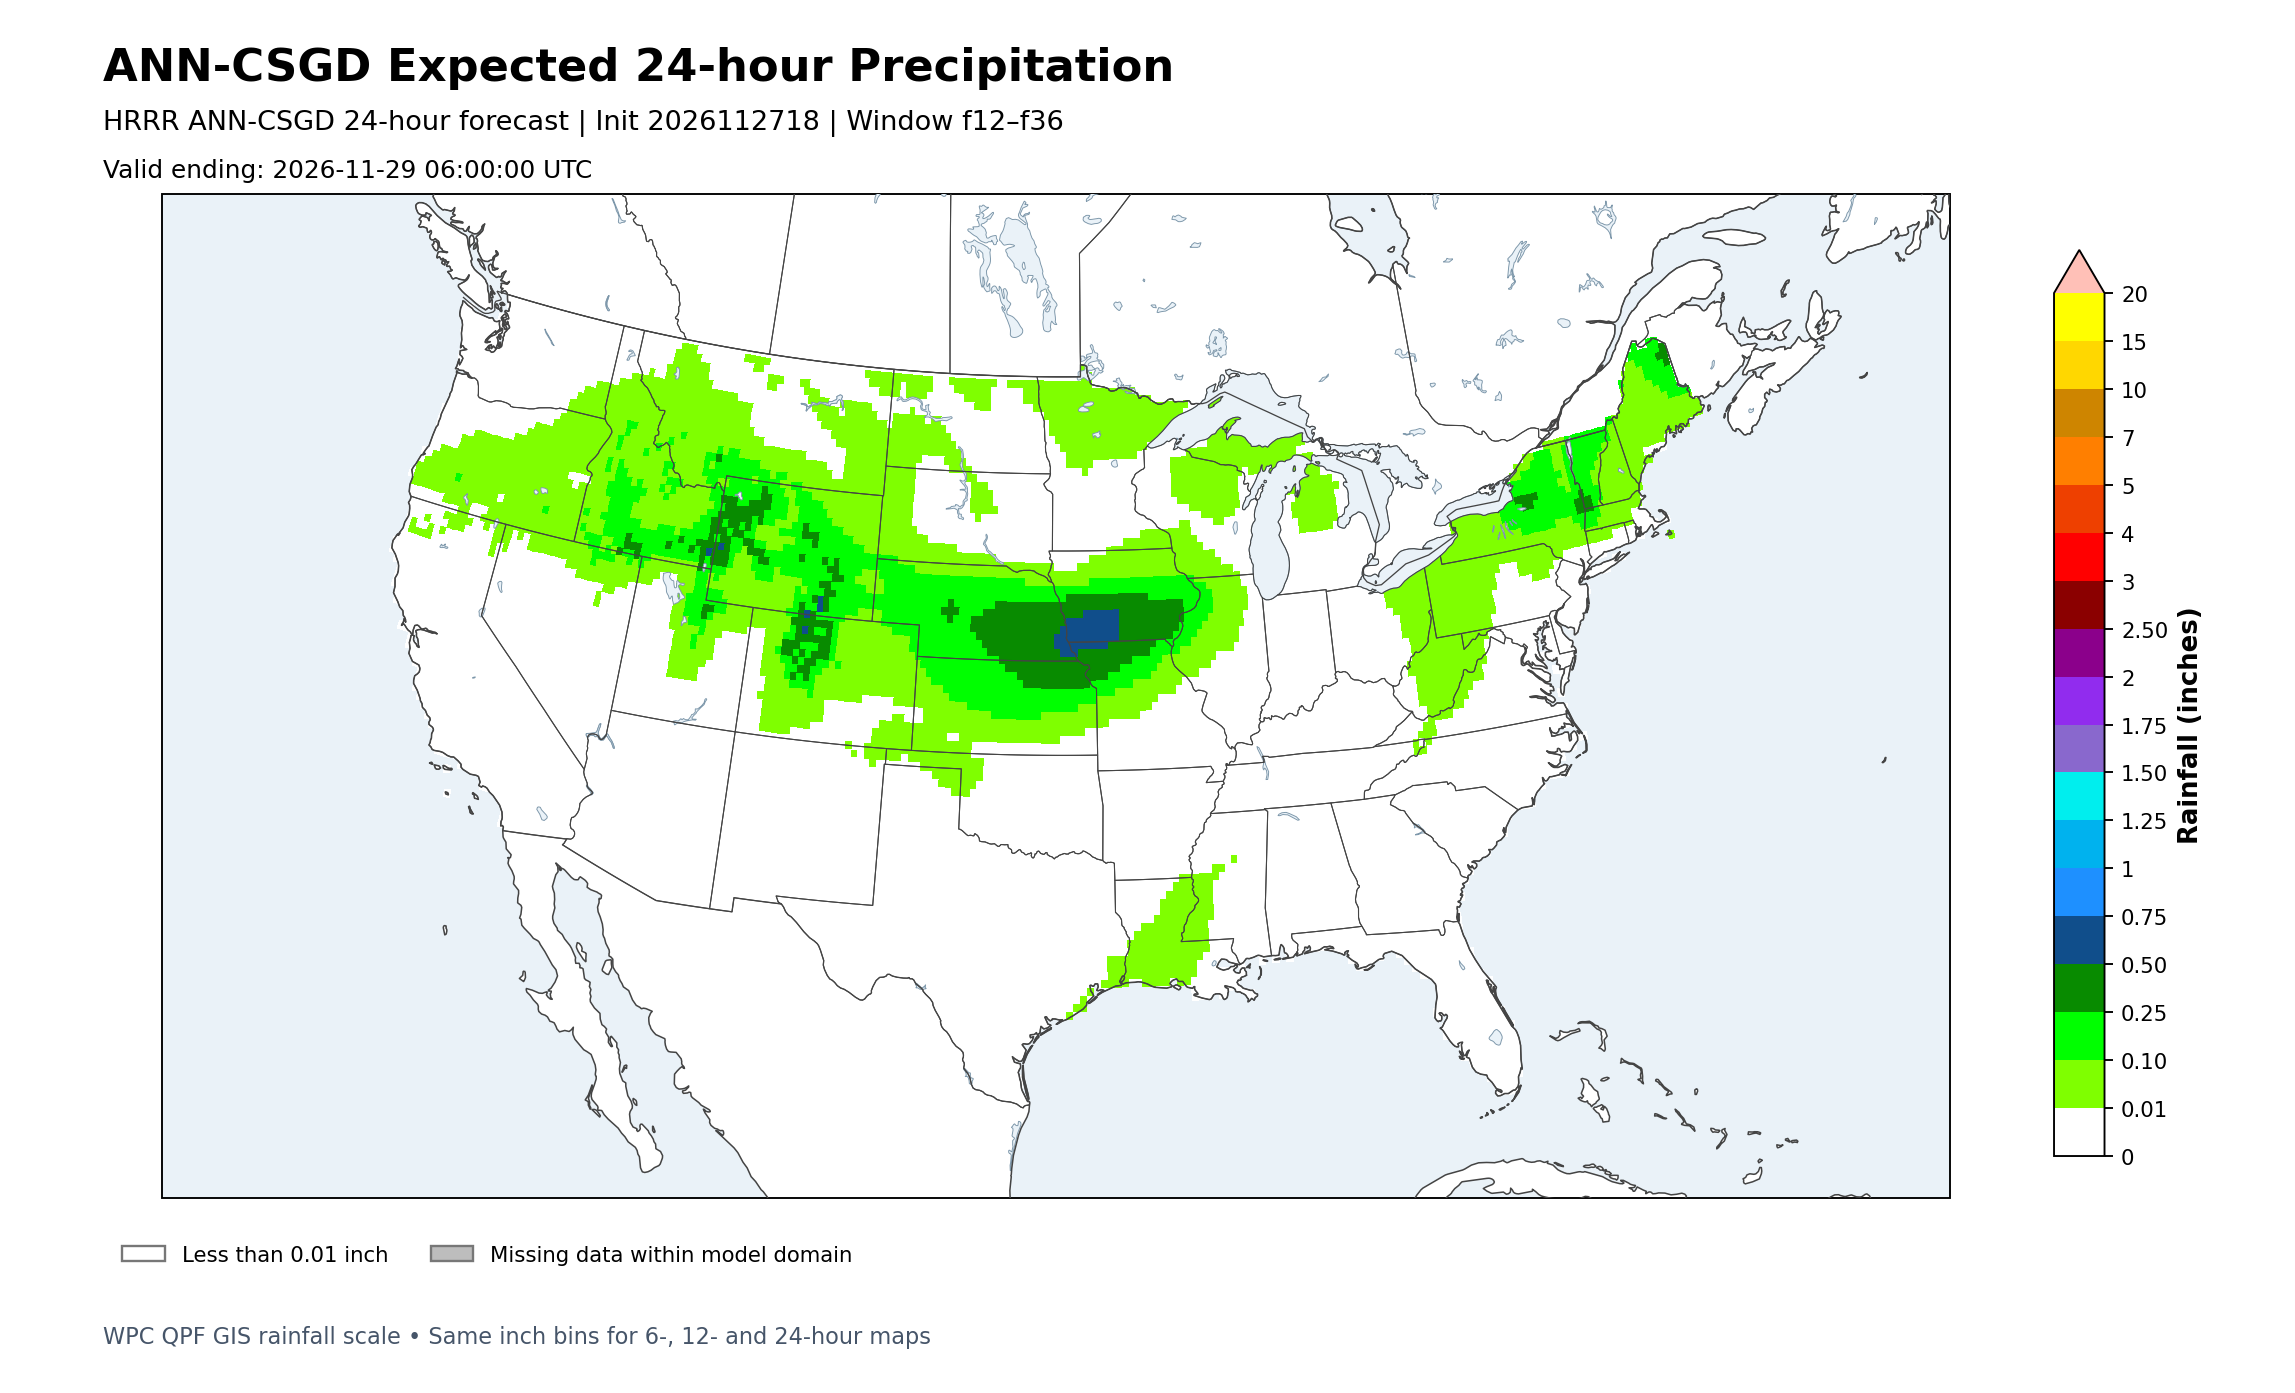 ANN-CSGD Expected 24-hour Precipitation
HRRR ANN-CSGD 24-hour forecast | Init 2026112718 | Window f12–f36
Valid ending: 2026-11-29 06:00:00 UTC
20
15
10
7
5
4
3
2.50
2
1.75
1.50
1.25
1
0.75
0.50
0.25
0.10
0.01
0
Rainfall (inches)
Less than 0.01 inch
Missing data within model domain
WPC QPF GIS rainfall scale • Same inch bins for 6-, 12- and 24-hour maps